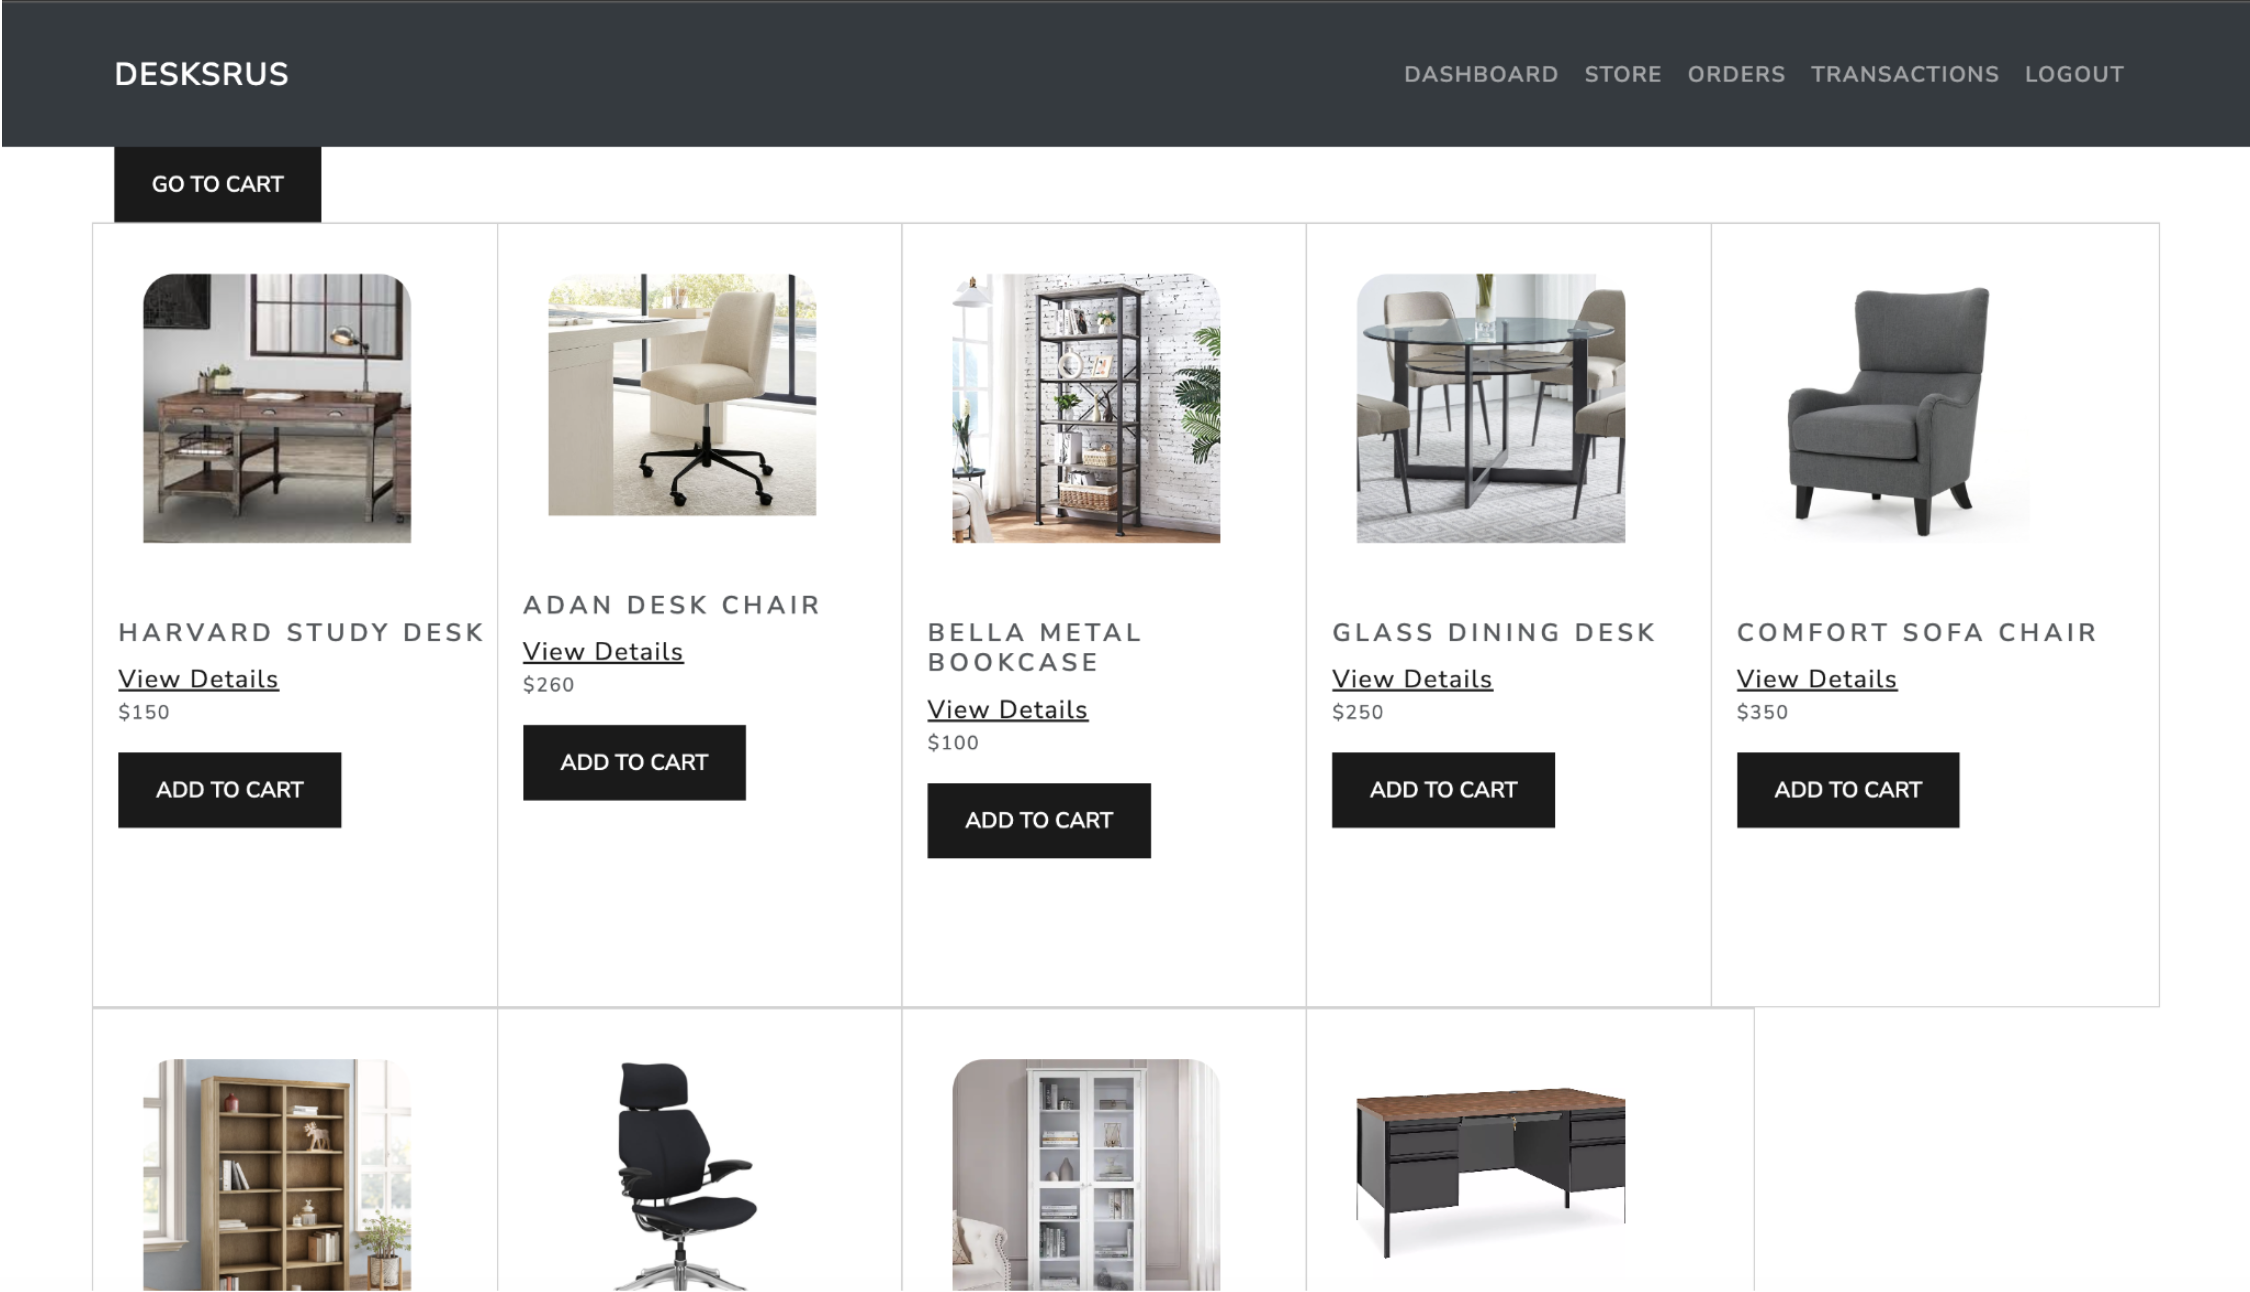 DESKSRUS
DASHBOARD STORE ORDERS TRANSACTIONS LOGOUT
GO TO CART
HARVARD STUDY DESK
View Details
$150
ADD TO CART
ADAN DESK CHAIR
View Details
$260
ADD TO CART
BELLA METAL
BOOKCASE
View Details
$100
ADD TO CART
GLASS DINING DESK
View Details
$250
ADD TO CART
COMFORT SOFA CHAIR
View Details
$350
ADD TO CART